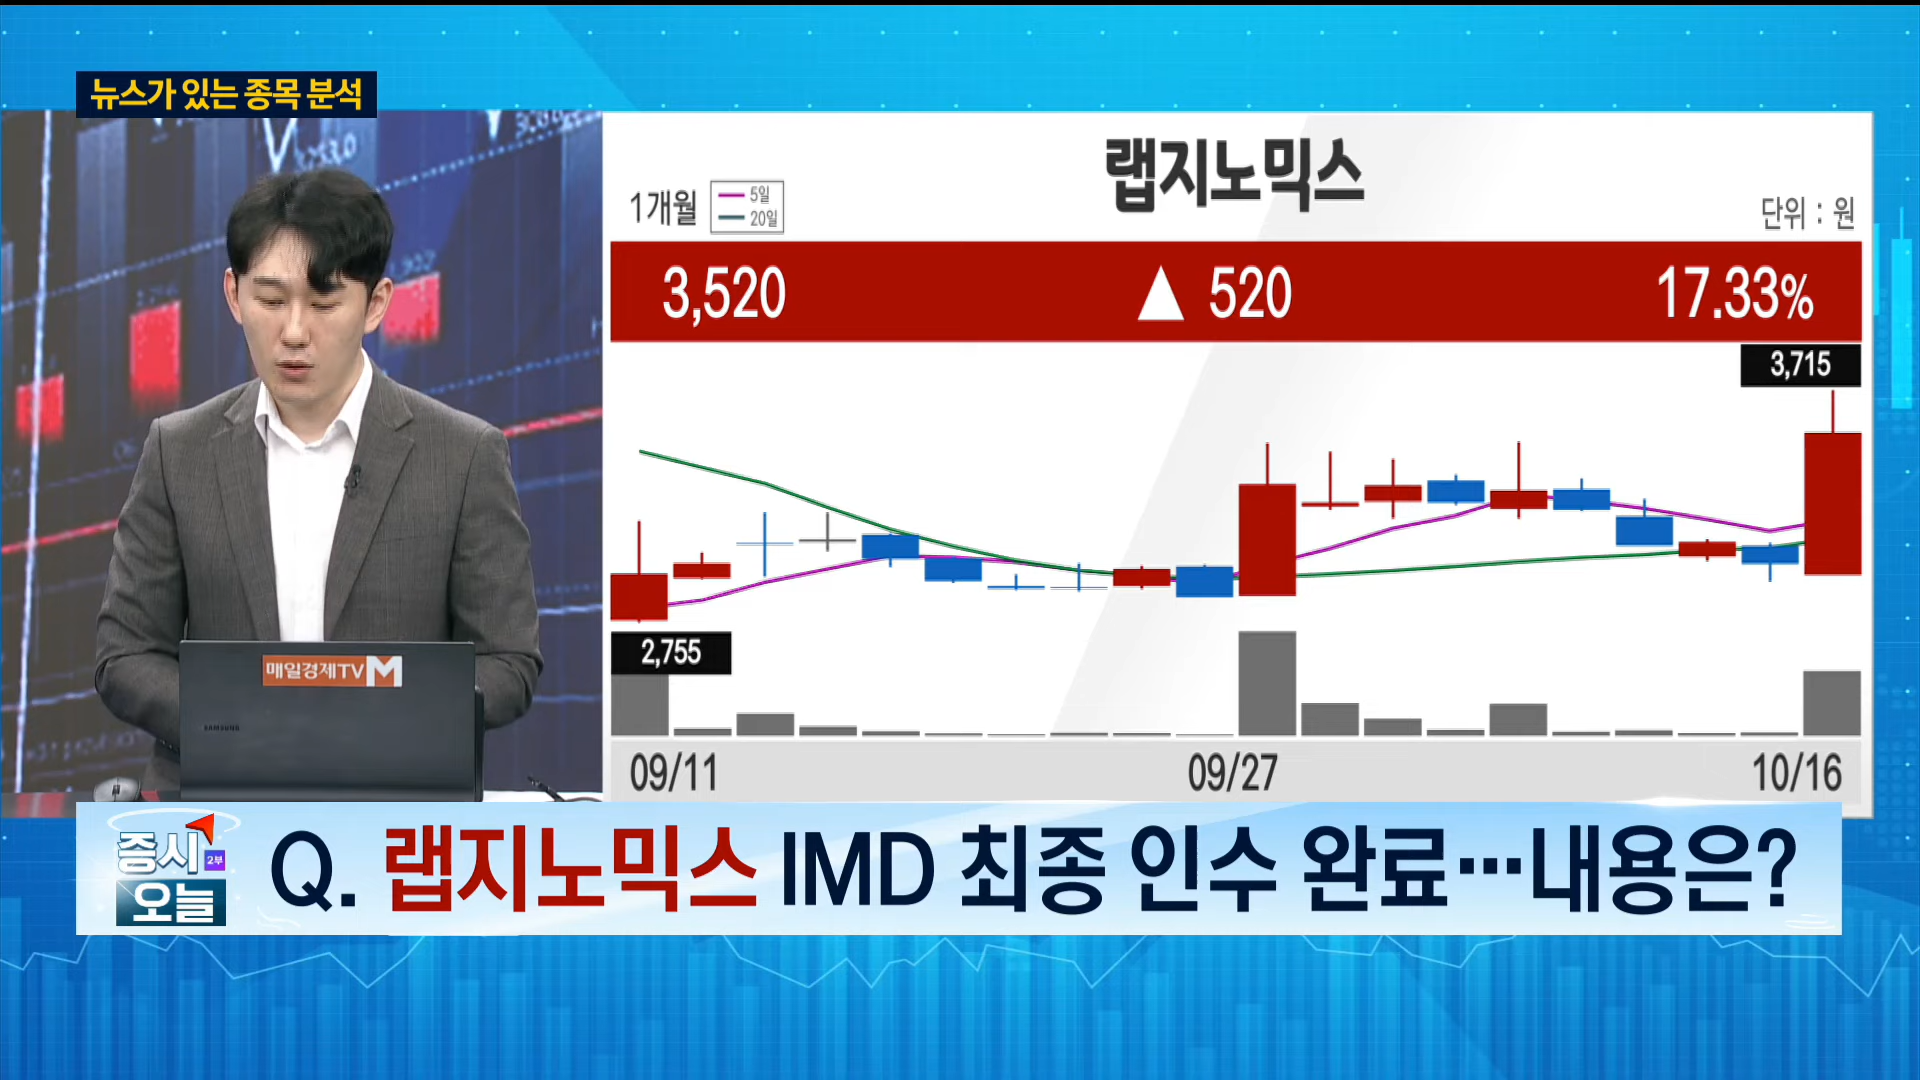 뉴스가 있는 종목 분석
랩지노믹스
1개월
5일
20일
단위 : 원
3,520 ▲ 520 17.33%
3,715
2,755
09/11 09/27 10/16
매일경제TV M
SAMSUNG
증시 2부
오늘
Q. 랩지노믹스 IMD 최종 인수 완료…내용은?